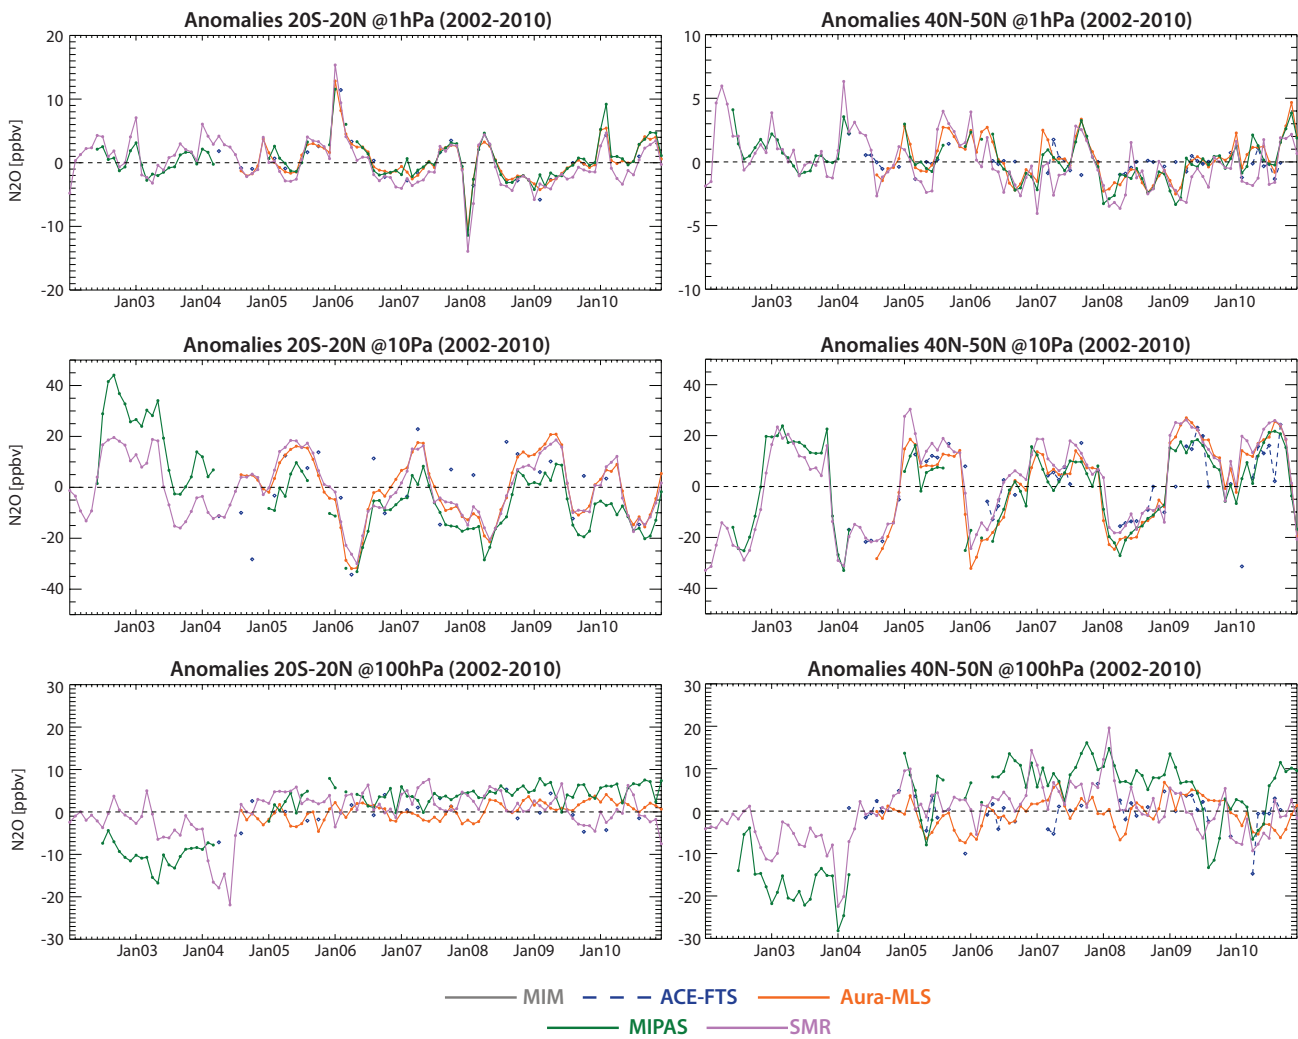 Anomalies 20S-20N @1hPa (2002-2010)
20
10
0
-10
-20
N2O [ppbv]
Jan03 Jan04 Jan05 Jan06 Jan07 Jan08 Jan09 Jan10
Anomalies 40N-50N @1hPa (2002-2010)
10
5
0
-5
-10
Jan03 Jan04 Jan05 Jan06 Jan07 Jan08 Jan09 Jan10
Anomalies 20S-20N @10Pa (2002-2010)
40
20
0
-20
-40
N2O [ppbv]
Jan03 Jan04 Jan05 Jan06 Jan07 Jan08 Jan09 Jan10
Anomalies 40N-50N @10Pa (2002-2010)
40
20
0
-20
-40
Jan03 Jan04 Jan05 Jan06 Jan07 Jan08 Jan09 Jan10
Anomalies 20S-20N @100hPa (2002-2010)
30
20
10
0
-10
-20
-30
N2O [ppbv]
Jan03 Jan04 Jan05 Jan06 Jan07 Jan08 Jan09 Jan10
Anomalies 40N-50N @100hPa (2002-2010)
30
20
10
0
-10
-20
-30
Jan03 Jan04 Jan05 Jan06 Jan07 Jan08 Jan09 Jan10
MIM ACE-FTS Aura-MLS
MIPAS SMR